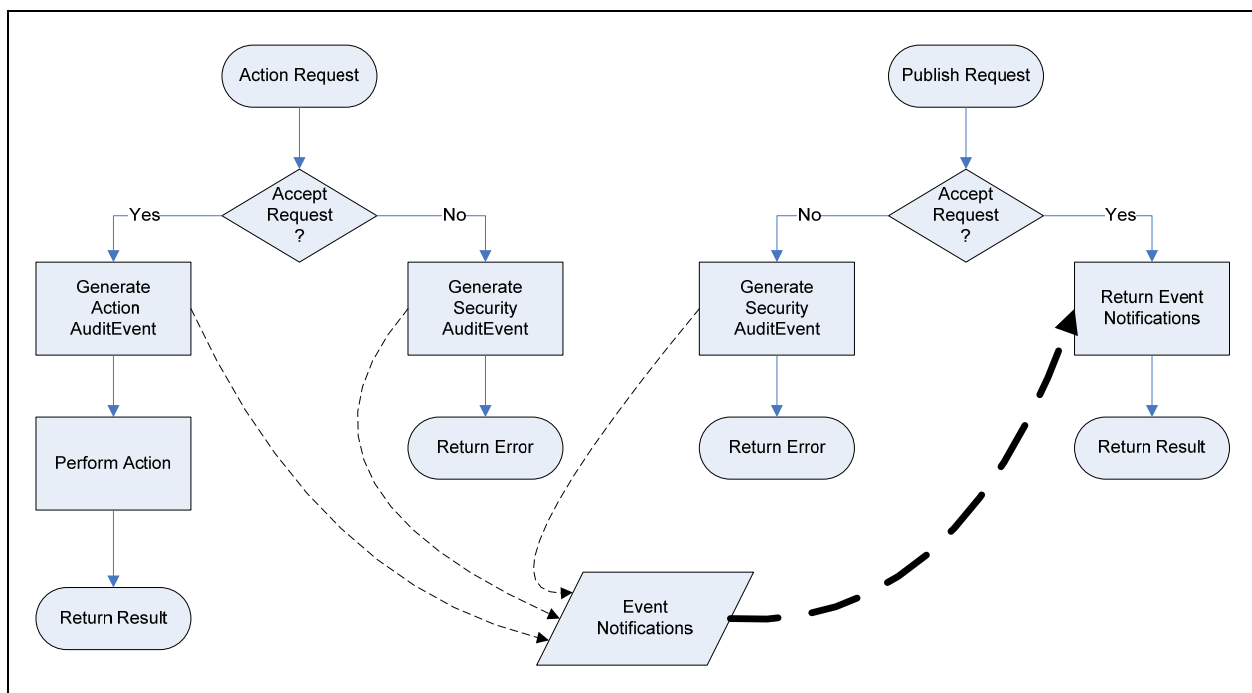 Action Request
Publish Request
Accept
Request
?
Yes
No
Accept
Request
?
No
Yes
Generate
Action
AuditEvent
Generate
Security
AuditEvent
Generate
Security
AuditEvent
Return Event
Notifications
Perform Action
Return Error
Return Error
Return Result
Return Result
Event
Notifications